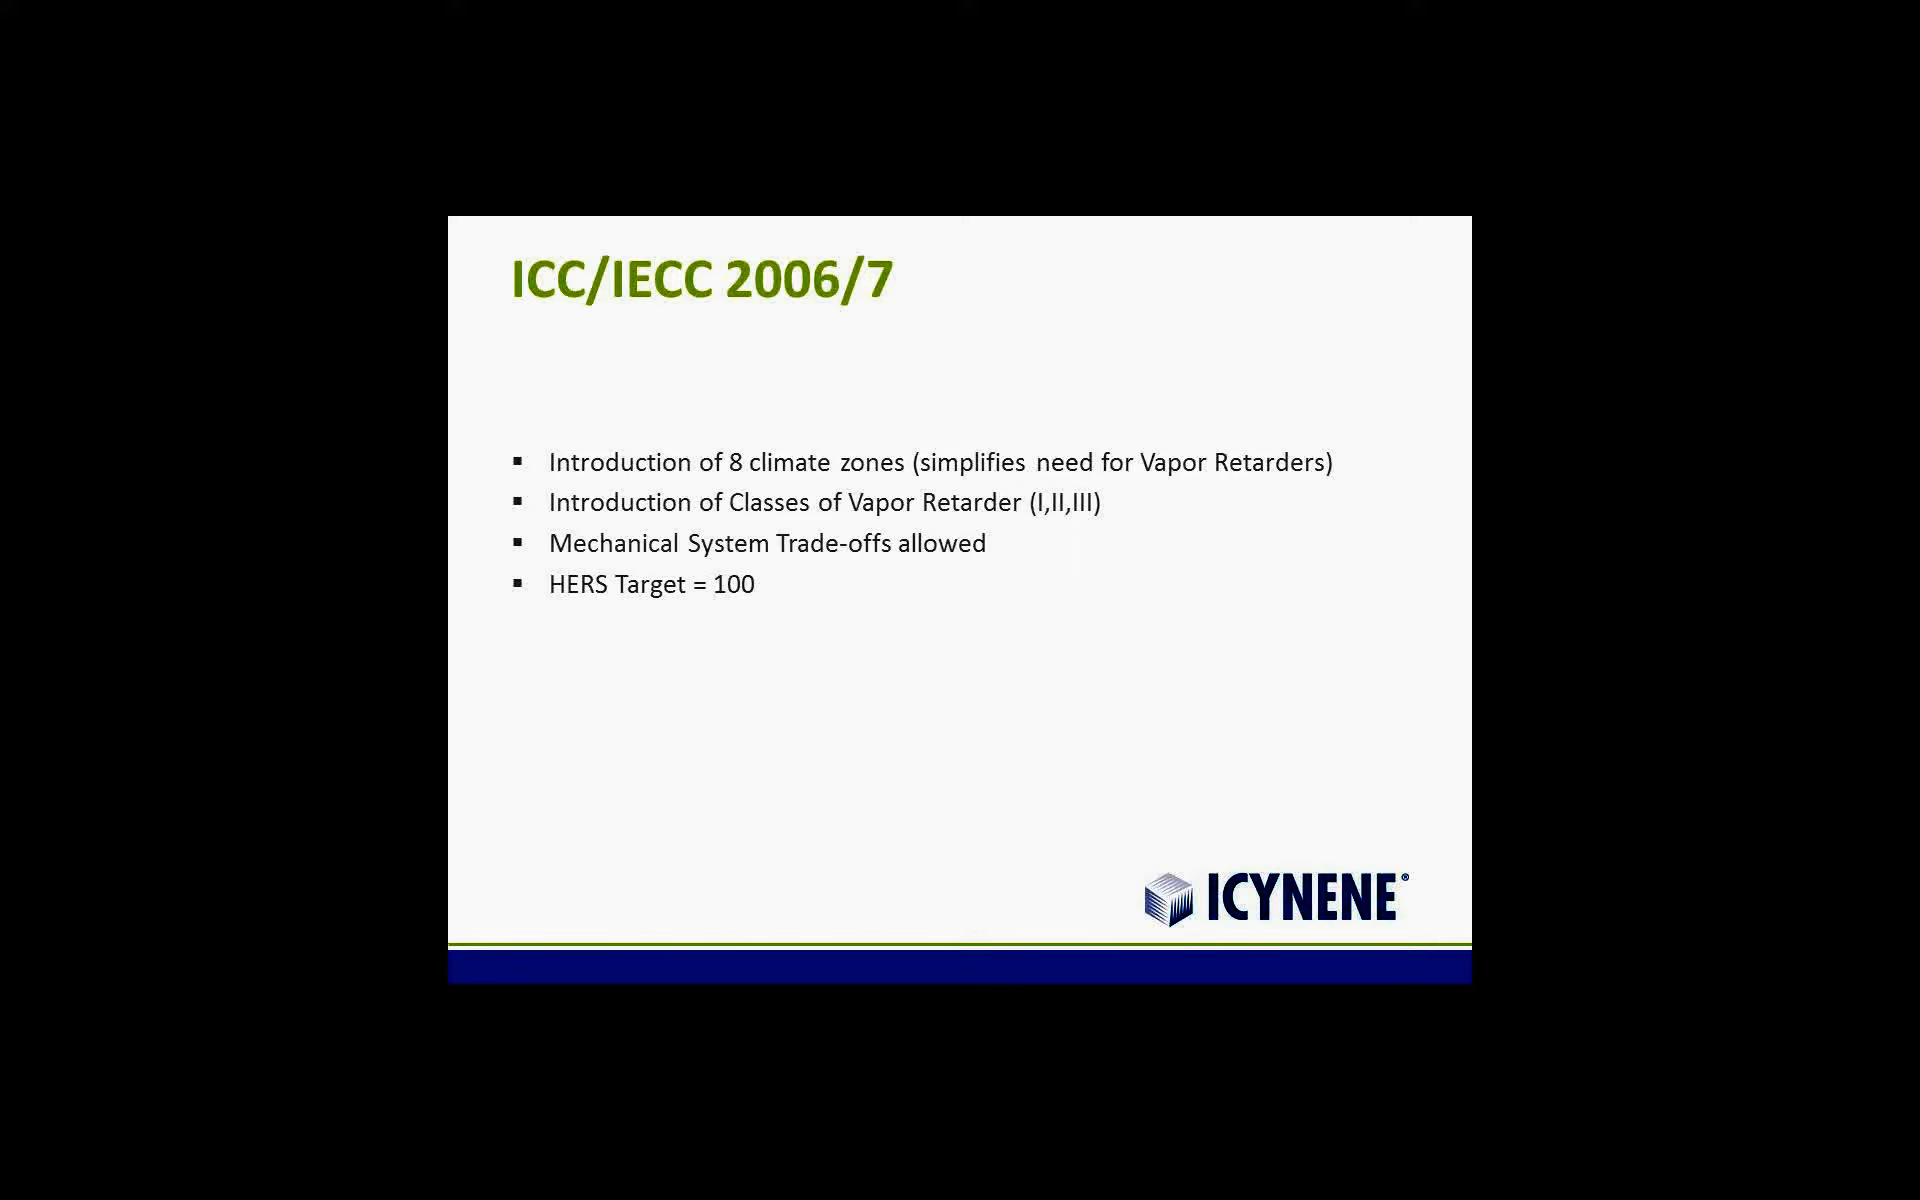 ICC/IECC 2006/7
▪ Introduction of 8 climate zones (simplifies need for Vapor Retarders)
▪ Introduction of Classes of Vapor Retarder (I,II,III)
▪ Mechanical System Trade-offs allowed
▪ HERS Target = 100
ICYNENE®